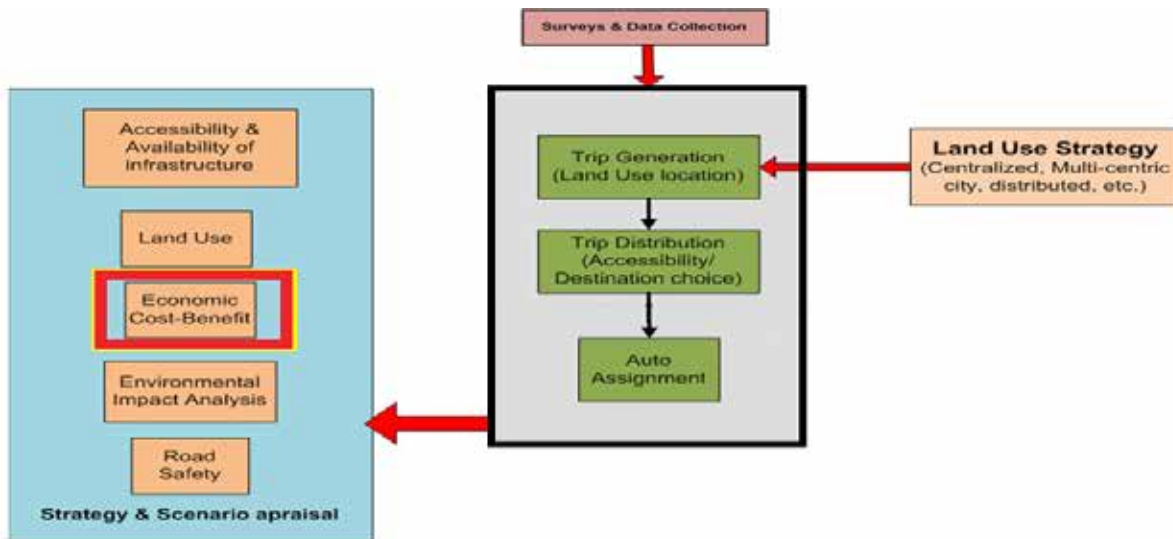 Surveys & Data Collection
Accessibility &
Availability of
infrastructure
Land Use
Economic
Cost-Benefit
Environmental
Impact Analysis
Road
Safety
Strategy & Scenario apraisal
Trip Generation
(Land Use location)
Trip Distribution
(Accessibility/
Destination choice)
Auto
Assignment
Land Use Strategy
(Centralized, Multi-centric
city, distributed, etc.)